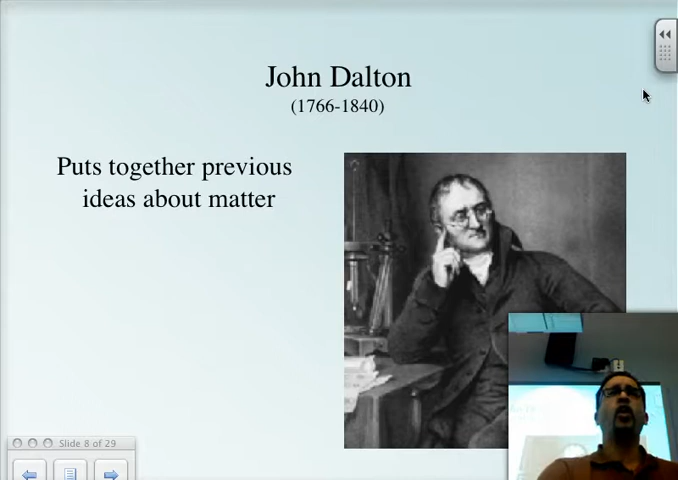 John Dalton
(1766-1840)
Puts together previous
ideas about matter
Slide 8 of 29